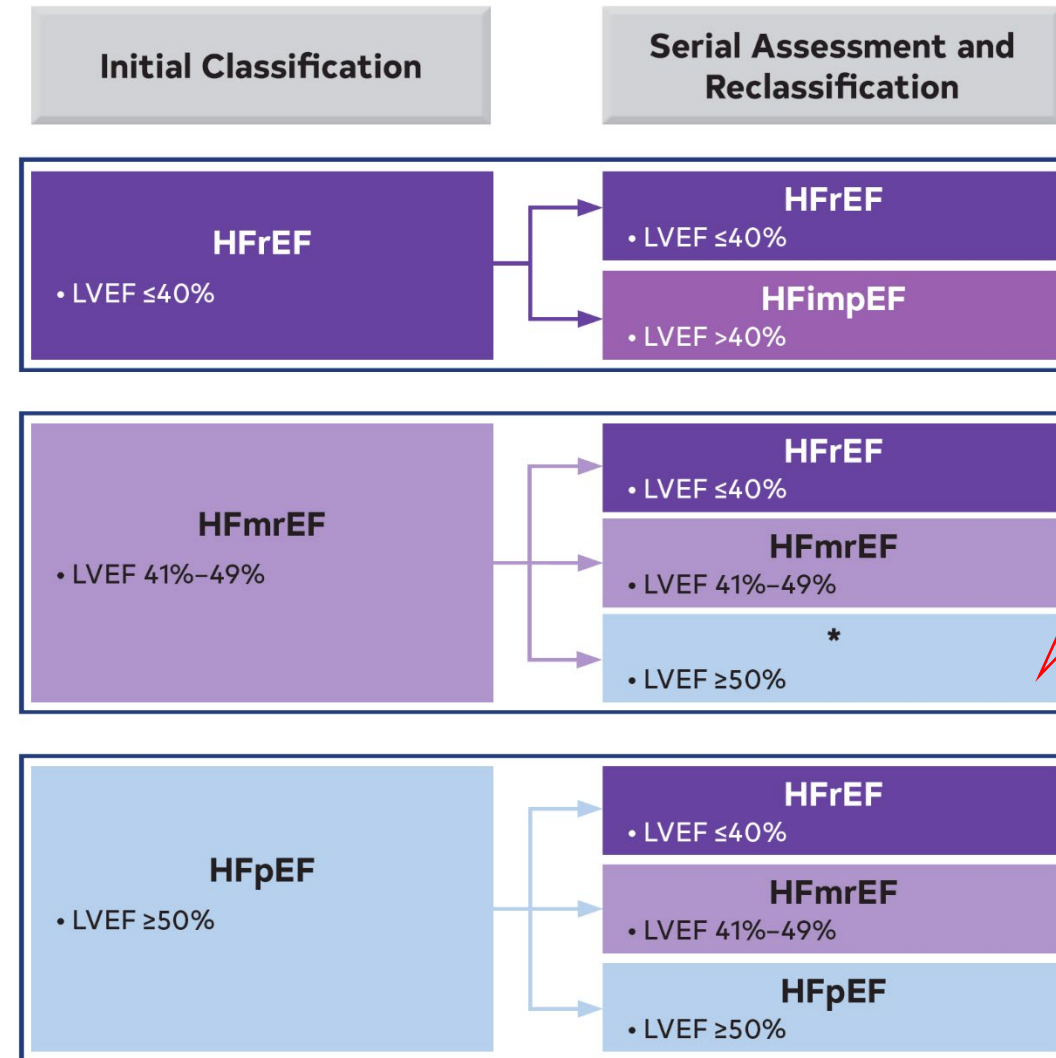 Initial Classification
Serial Assessment and
Reclassification
HFrEF
• LVEF ≤40%
HFrEF
• LVEF ≤40%
HFimpEF
• LVEF >40%
HFmrEF
• LVEF 41%–49%
HFrEF
• LVEF ≤40%
HFmrEF
• LVEF 41%–49%
*
• LVEF ≥50%
HFpEF
• LVEF ≥50%
HFrEF
• LVEF ≤40%
HFmrEF
• LVEF 41%–49%
HFpEF
• LVEF ≥50%